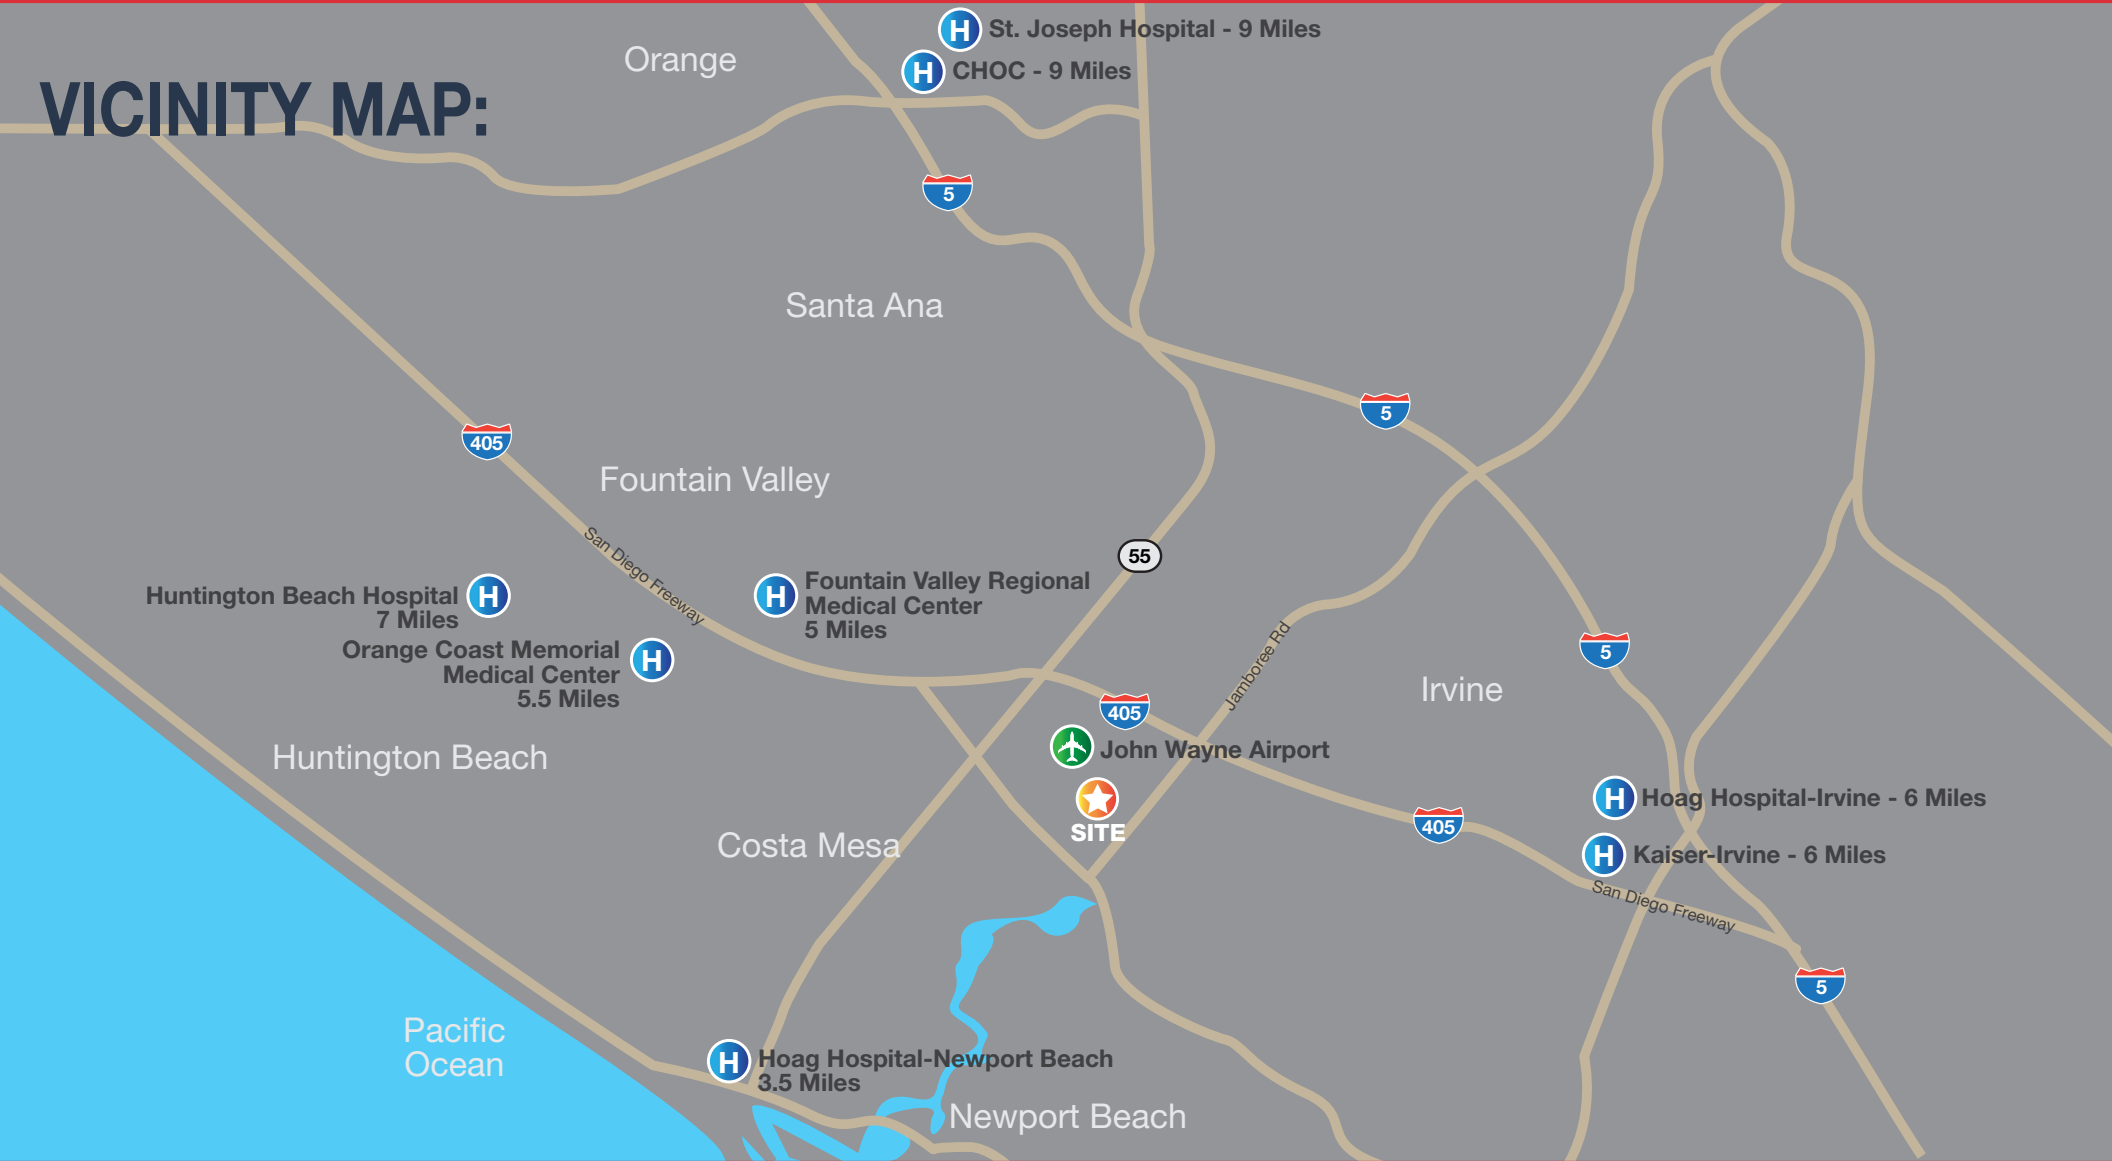 St. Joseph Hospital - 9 Miles
Orange
CHOC - 9 Miles
VICINITY MAP:
5
Santa Ana
5
405
Fountain Valley
San Diego Freeway
55
Huntington Beach Hospital
7 Miles
Fountain Valley Regional
Medical Center
5 Miles
Orange Coast Memorial
Medical Center
5.5 Miles
Jamboree Rd
5
Irvine
405
John Wayne Airport
Huntington Beach
SITE
Hoag Hospital-Irvine - 6 Miles
405
Costa Mesa
Kaiser-Irvine - 6 Miles
San Diego Freeway
5
Pacific
Ocean
Hoag Hospital-Newport Beach
3.5 Miles
Newport Beach
H
H
H
H
H
H
H
H